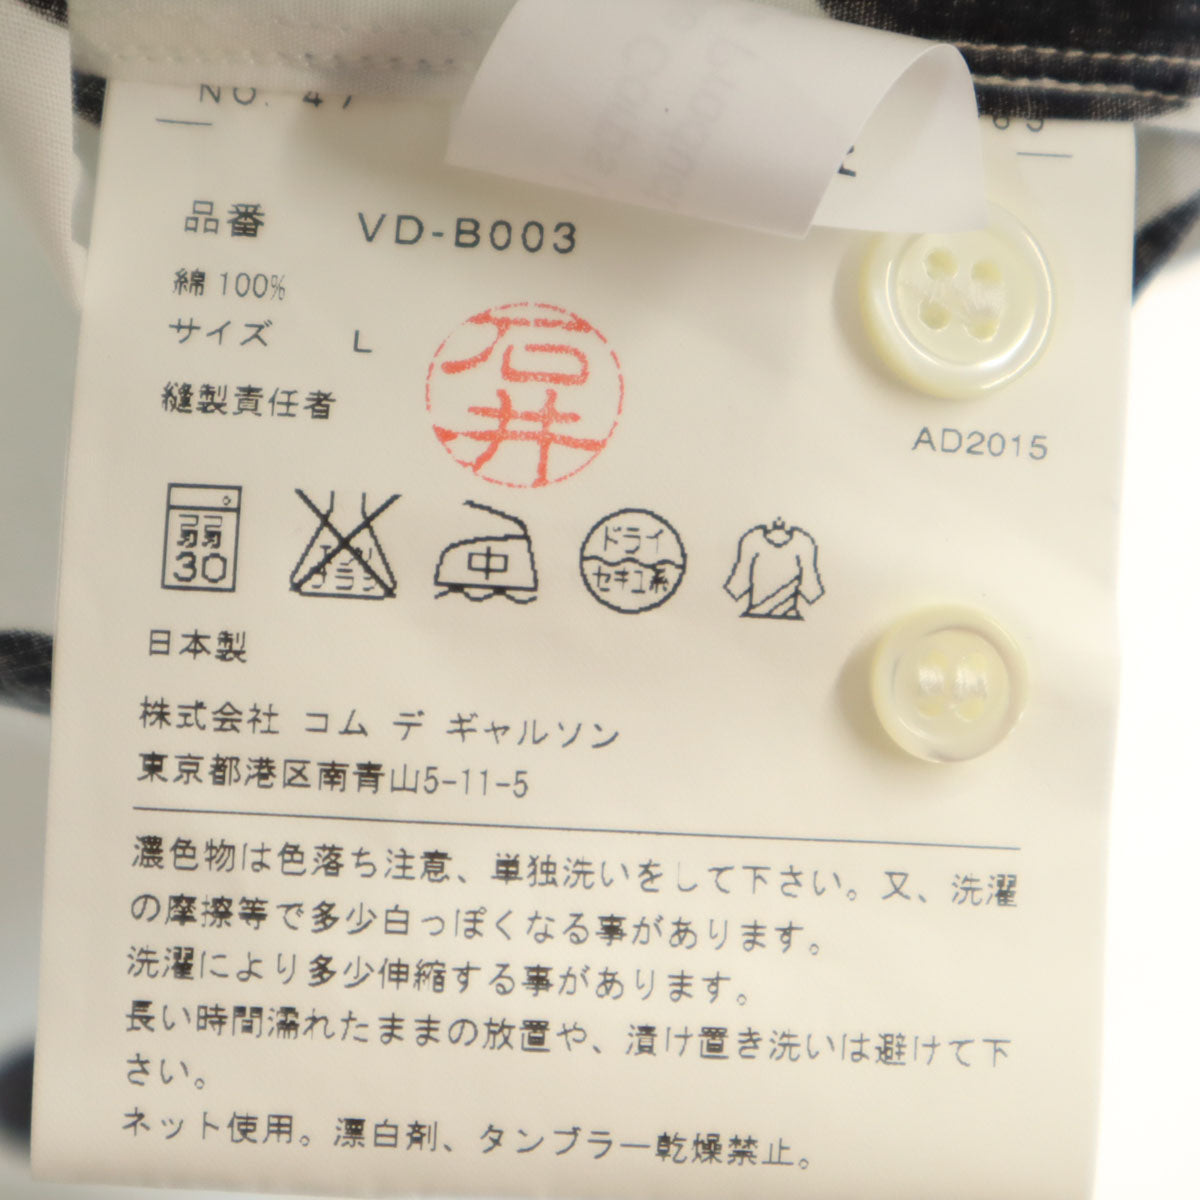 NO. 47
63
品番 VD-B003
綿 100%
サイズ L
縫製責任者
石井
AD2015
弱
30
エンソ
サラシ
中
ドライ
セキユ系
日本製
株式会社 コム デ ギャルソン
東京都港区南青山5-11-5
濃色物は色落ち注意、単独洗いをして下さい。又、洗濯
の摩擦等で多少白っぽくなる事があります。
洗濯により多少伸縮する事があります。
長い時間濡れたままの放置や、漬け置き洗いは避けて下
さい。
ネット使用。漂白剤、タンブラー乾燥禁止。